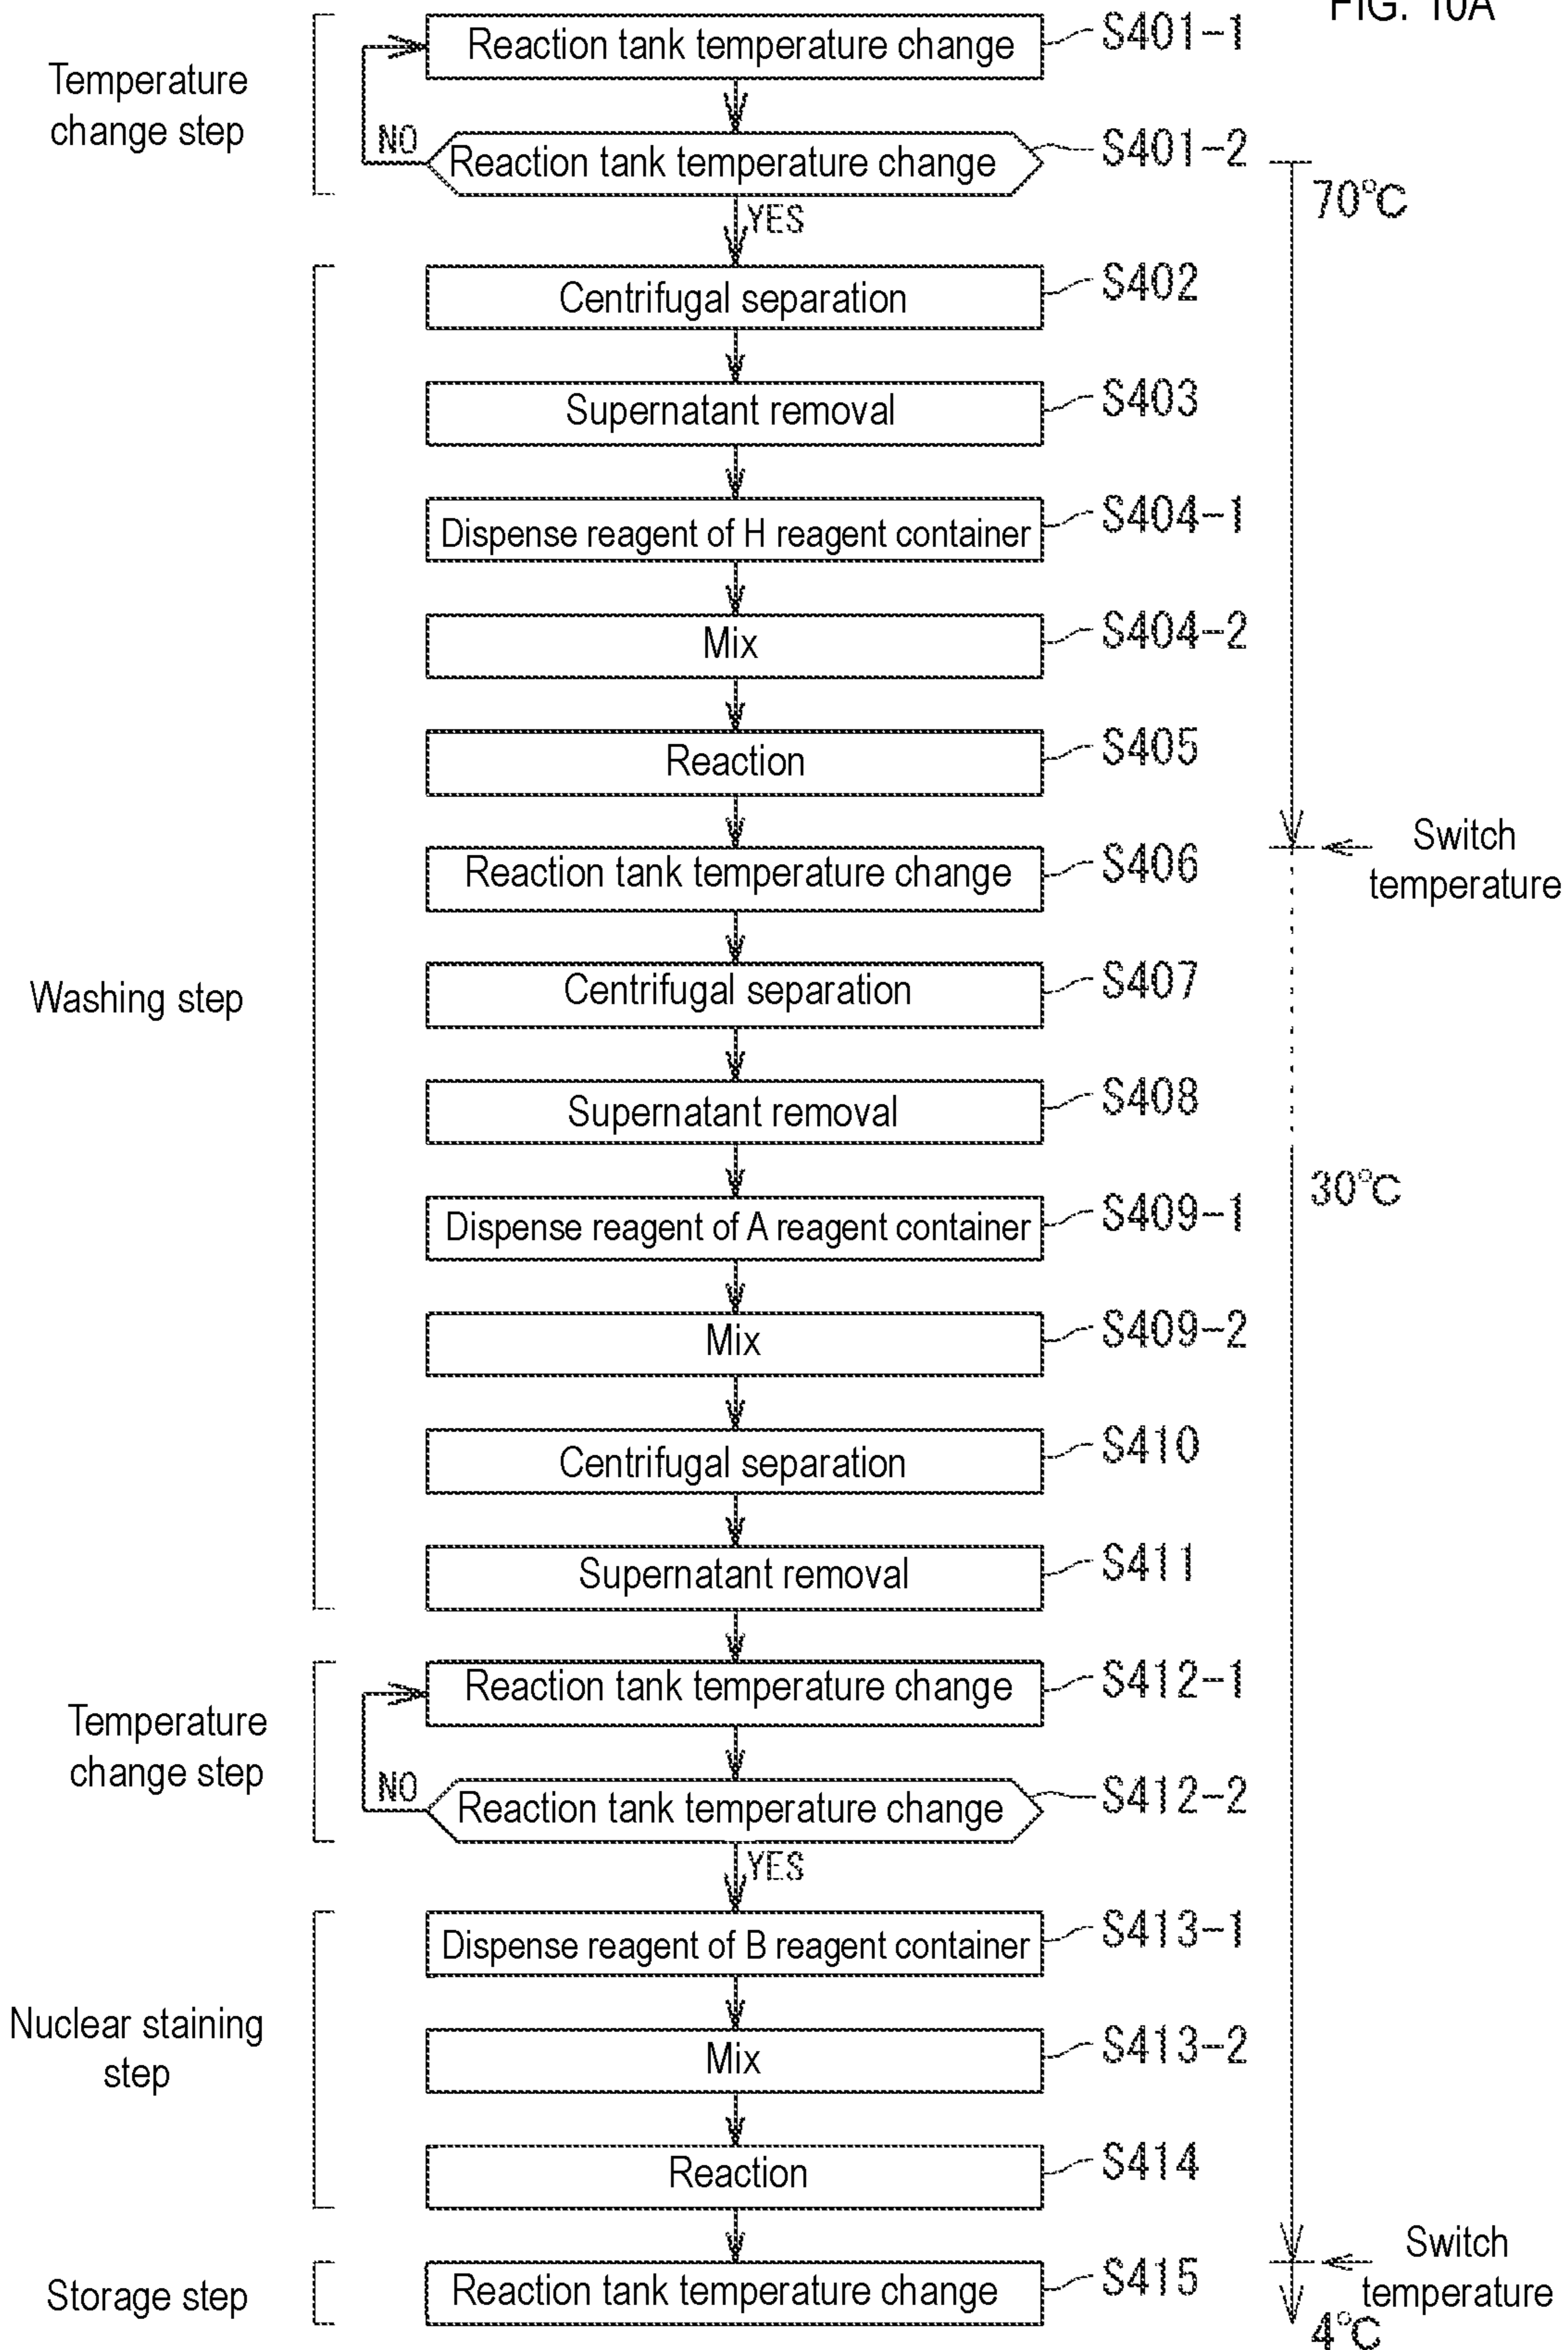 FIG. 10A
Reaction tank temperature change
S401-1
Temperature
change step
NO
Reaction tank temperature change
S401-2
70°C
YES
Centrifugal separation
S402
Supernatant removal
S403
Dispense reagent of H reagent container
S404-1
Mix
S404-2
Reaction
S405
Switch
temperature
Reaction tank temperature change
S406
Washing step
Centrifugal separation
S407
Supernatant removal
S408
30°C
Dispense reagent of A reagent container
S409-1
Mix
S409-2
Centrifugal separation
S410
Supernatant removal
S411
Temperature
change step
Reaction tank temperature change
S412-1
NO
Reaction tank temperature change
S412-2
YES
Nuclear staining
step
Dispense reagent of B reagent container
S413-1
Mix
S413-2
Reaction
S414
Switch
temperature
Storage step
Reaction tank temperature change
S415
4°C